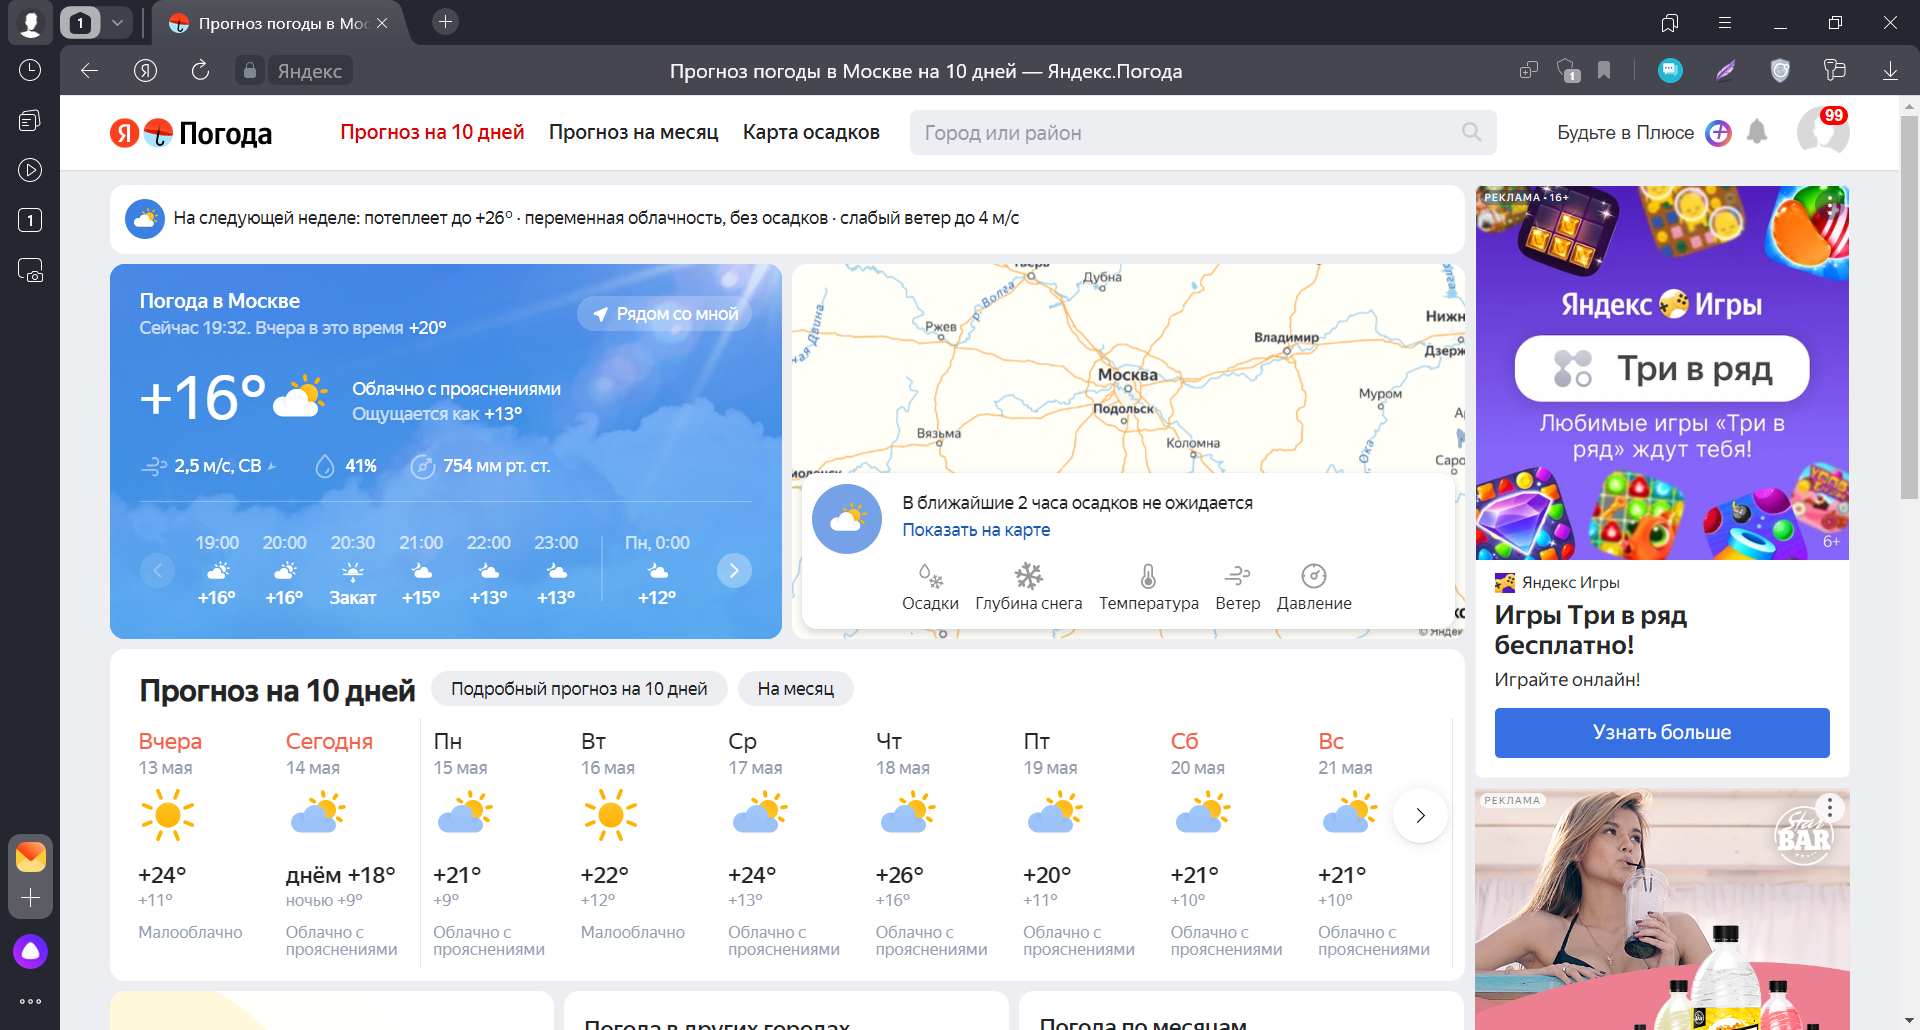 1
Прогноз погоды в Мос
Яндекс
Прогноз погоды в Москве на 10 дней — Яндекс.Погода
1
1
Я Погода
Прогноз на 10 дней
Прогноз на месяц
Карта осадков
Город или район
Будьте в Плюсе
99
На следующей неделе: потеплеет до +26° · переменная облачность, без осадков · слабый ветер до 4 м/с
Погода в Москве
Сейчас 19:32. Вчера в это время +20°
Рядом со мной
+16°
Облачно с прояснениями
Ощущается как +13°
2,5 м/с, СВ
41%
754 мм рт. ст.
19:00 20:00 20:30 21:00 22:00 23:00 Пн, 0:00
+16° +16° Закат +15° +13° +13° +12°
Тверь
Дубна
р. Волга
Ржев
Владимир
Нижн
Дзерж
Москва
Муром
Подольск
Вязьма
Коломна
Ока
Саро
моленск
В ближайшие 2 часа осадков не ожидается
Показать на карте
Осадки Глубина снега Температура Ветер Давление
Прогноз на 10 дней
Подробный прогноз на 10 дней
На месяц
Вчера Сегодня Пн Вт Ср Чт Пт Сб Вс
13 мая 14 мая 15 мая 16 мая 17 мая 18 мая 19 мая 20 мая 21 мая
+24° днём +18° +21° +22° +24° +26° +20° +21° +21°
+11° ночью +9° +9° +12° +13° +16° +11° +10° +10°
Малооблачно Облачно с Облачно с Малооблачно Облачно с Облачно с Облачно с Облачно с Облачно с
прояснениями прояснениями прояснениями прояснениями прояснениями прояснениями прояснениями
Погода в других городах
Погода по месяцам
РЕКЛАМА • 16+
Яндекс Игры
Три в ряд
Любимые игры «Три в
ряд» ждут тебя!
6+
Яндекс Игры
Игры Три в ряд
бесплатно!
Играйте онлайн!
Узнать больше
РЕКЛАМА
Star
BAR